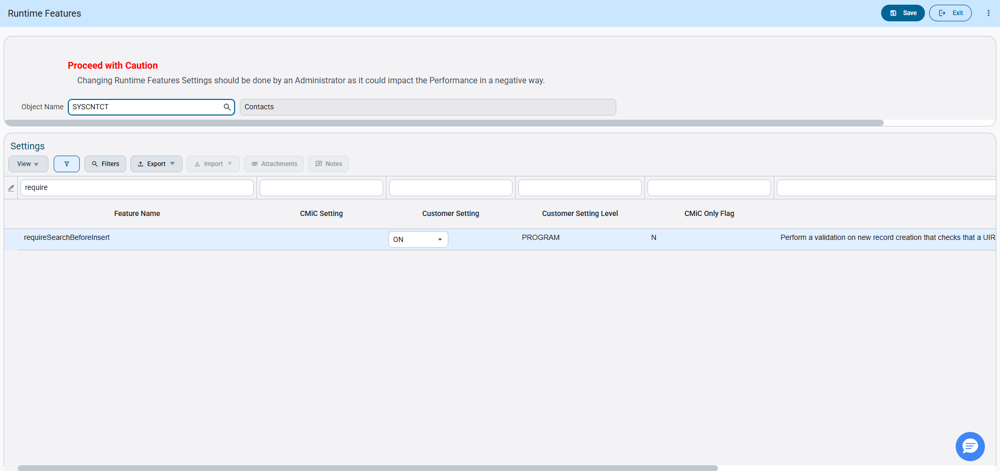 Runtime Features
Save
Exit
Proceed with Caution
Changing Runtime Features Settings should be done by an Administrator as it could impact the Performance in a negative way.
Object Name
SYSCNTCT
Contacts
Settings
View
Filters
Export
Import
Attachments
Notes
require
Feature Name
CMiC Setting
Customer Setting
Customer Setting Level
CMiC Only Flag
requireSearchBeforeInsert
ON
PROGRAM
N
Perform a validation on new record creation that checks that a UIR